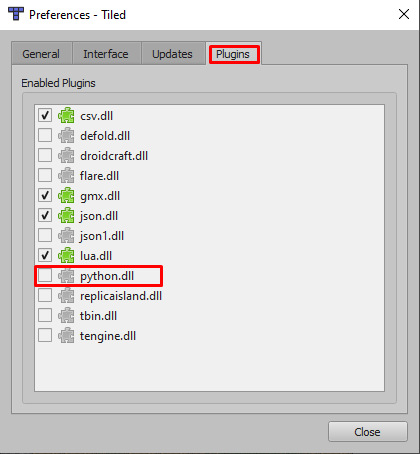 Preferences - Tiled
General Interface Updates Plugins
Enabled Plugins
csv.dll
defold.dll
droidcraft.dll
flare.dll
gmx.dll
json.dll
json1.dll
lua.dll
python.dll
replicaisland.dll
tbin.dll
tengine.dll
Close